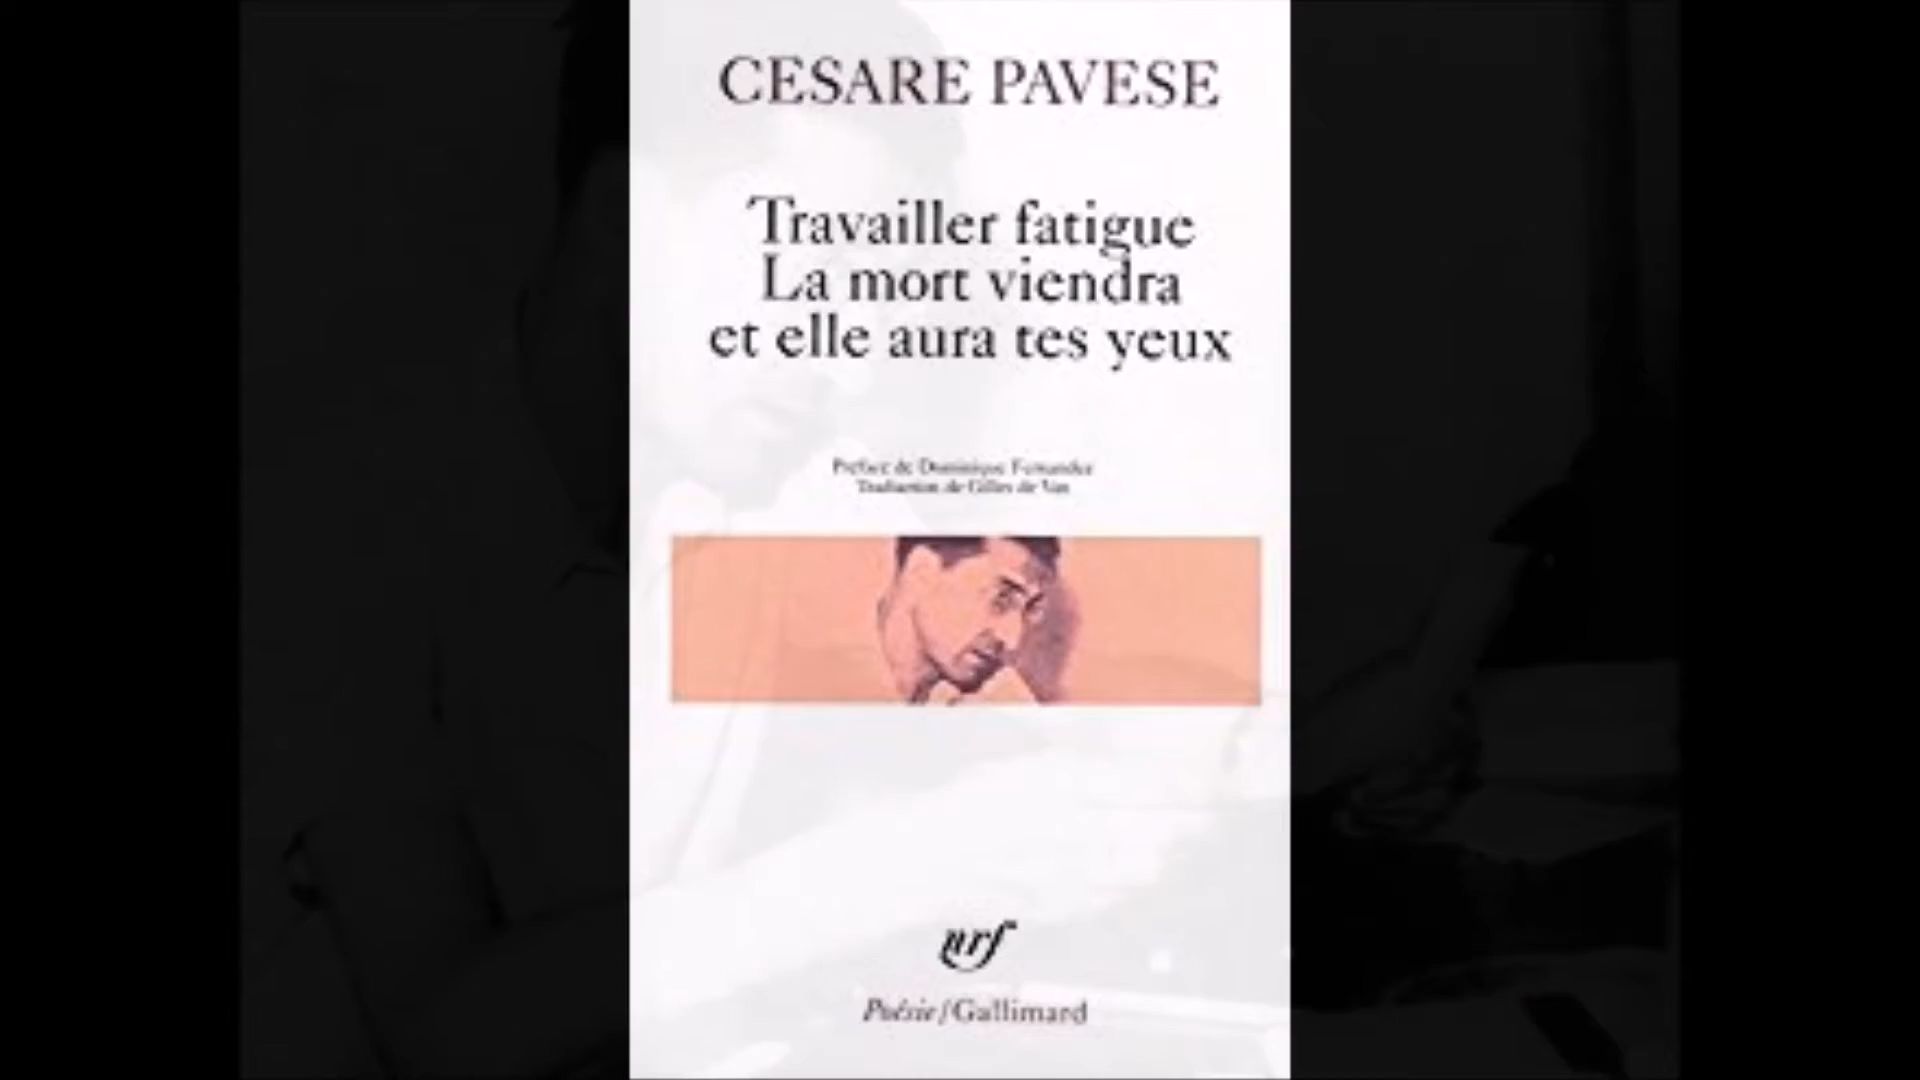 CESARE PAVESE
Travailler fatigue
La mort viendra
et elle aura tes yeux
Préface de Dominique Fernandez
Traduction de Gilles de Van
nrf
Poésie/Gallimard